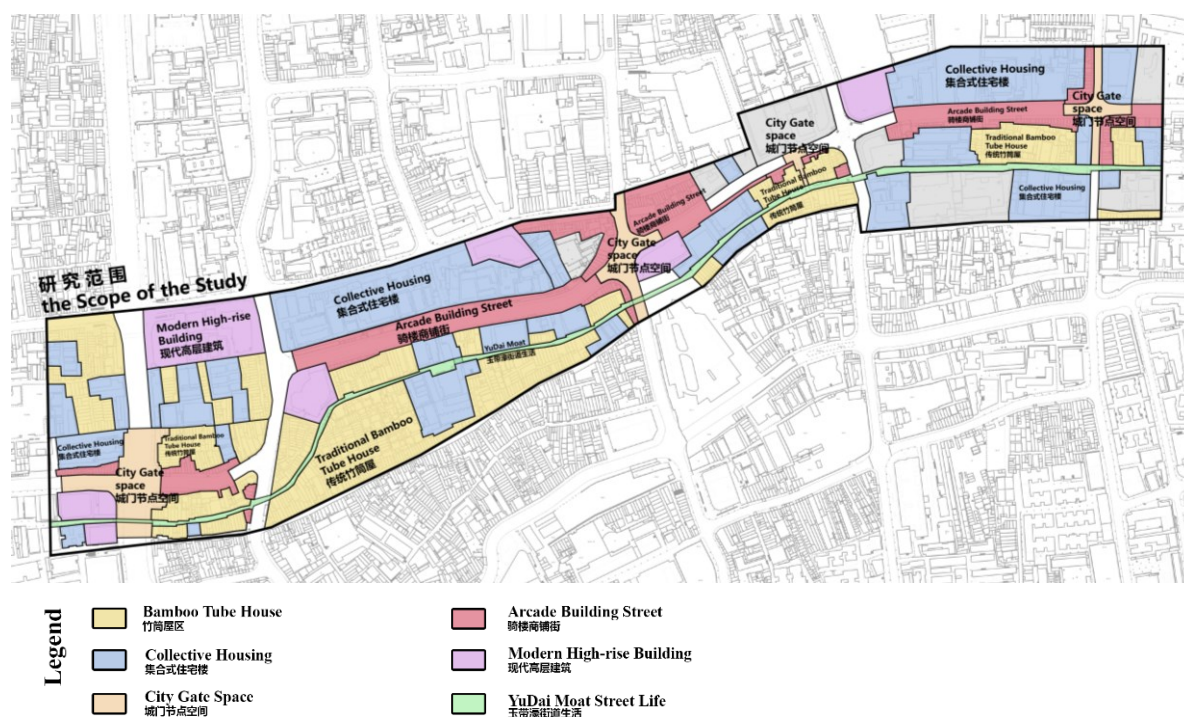 Collective Housing
集合式住宅楼
City Gate
space
城门节点空间
Arcade Building Street
骑楼商铺街
Traditional Bamboo
Tube House
传统竹筒屋
City Gate
space
城门节点空间
Traditional Bamboo
Tube House
传统竹筒屋
Collective Housing
集合式住宅楼
Arcade Building Street
骑楼商铺街
City Gate
space
城门节点空间
研究范围
the Scope of the Study
Collective Housing
集合式住宅楼
Arcade Building Street
骑楼商铺街
Modern High-rise
Building
现代高层建筑
YuDai Moat
玉带濠街道生活
Traditional Bamboo
Tube House
传统竹筒屋
Collective Housing
集合式住宅楼
Traditional Bamboo
Tube House
传统竹筒屋
City Gate
space
城门节点空间
Legend
Bamboo Tube House
竹筒屋区
Collective Housing
集合式住宅楼
City Gate Space
城门节点空间
Arcade Building Street
骑楼商铺街
Modern High-rise Building
现代高层建筑
YuDai Moat Street Life
玉带濠街道生活